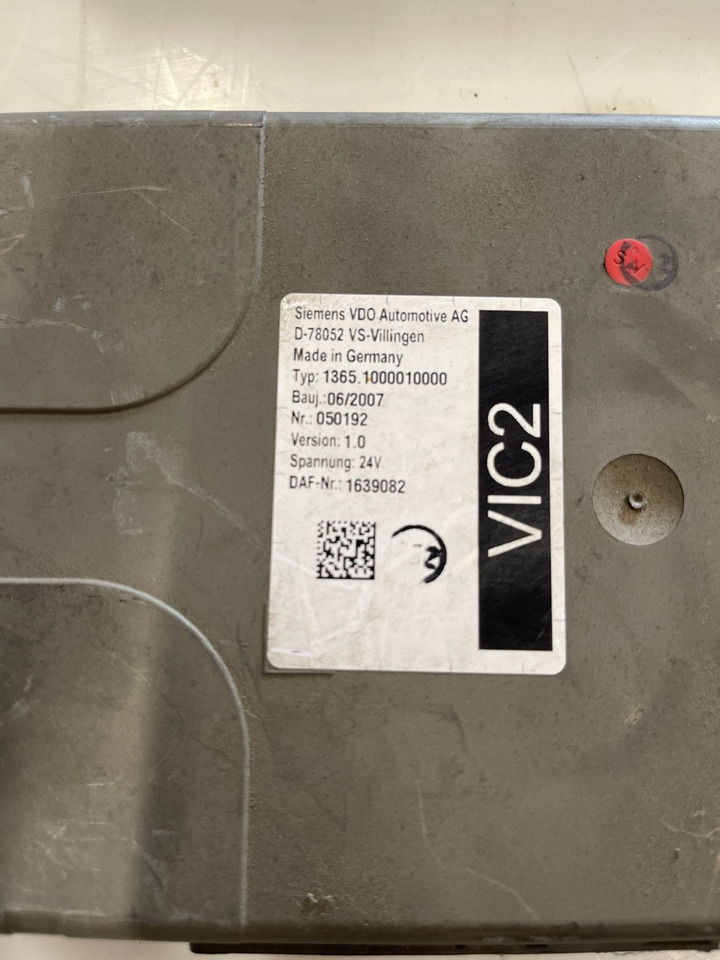 Siemens VDO Automotive AG
D-78052 VS-Villingen
Made in Germany
Typ: 1365.1000010000
Bauj.:06/2007
Nr.: 050192
Version: 1.0
Spannung: 24V
DAF-Nr.: 1639082
VIC2